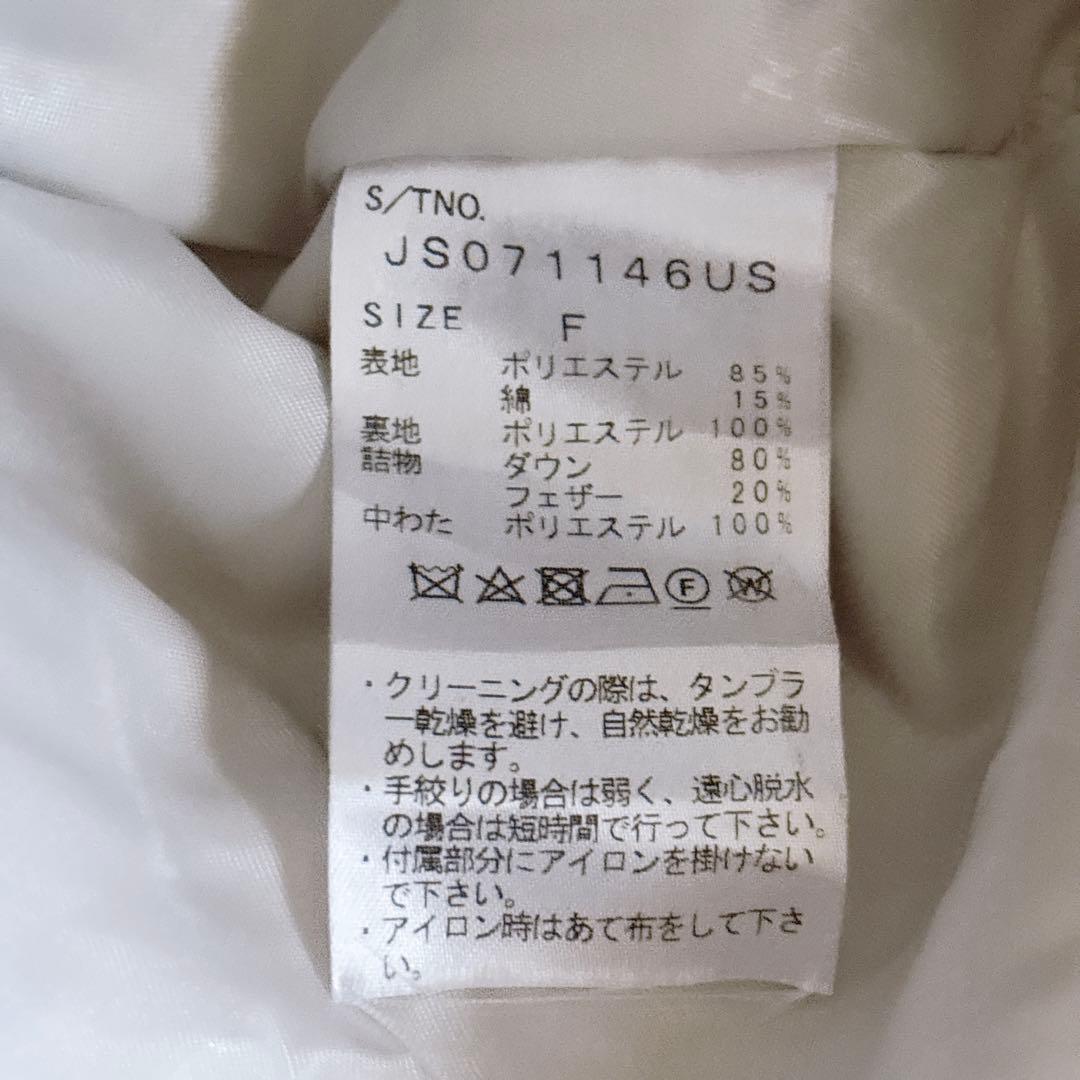 S/TNO.
JS071146US
SIZE F
表地 ポリエステル 85%
綿 15%
裏地 ポリエステル 100%
詰物 ダウン 80%
フェザー 20%
中わた ポリエステル 100%
F W
・クリーニングの際は、タンブラ
ー乾燥を避け、自然乾燥をお勧
めします。
・手絞りの場合は弱く、遠心脱水
の場合は短時間で行って下さい。
・付属部分にアイロンを掛けない
で下さい。
・アイロン時はあて布をして下さ
い。